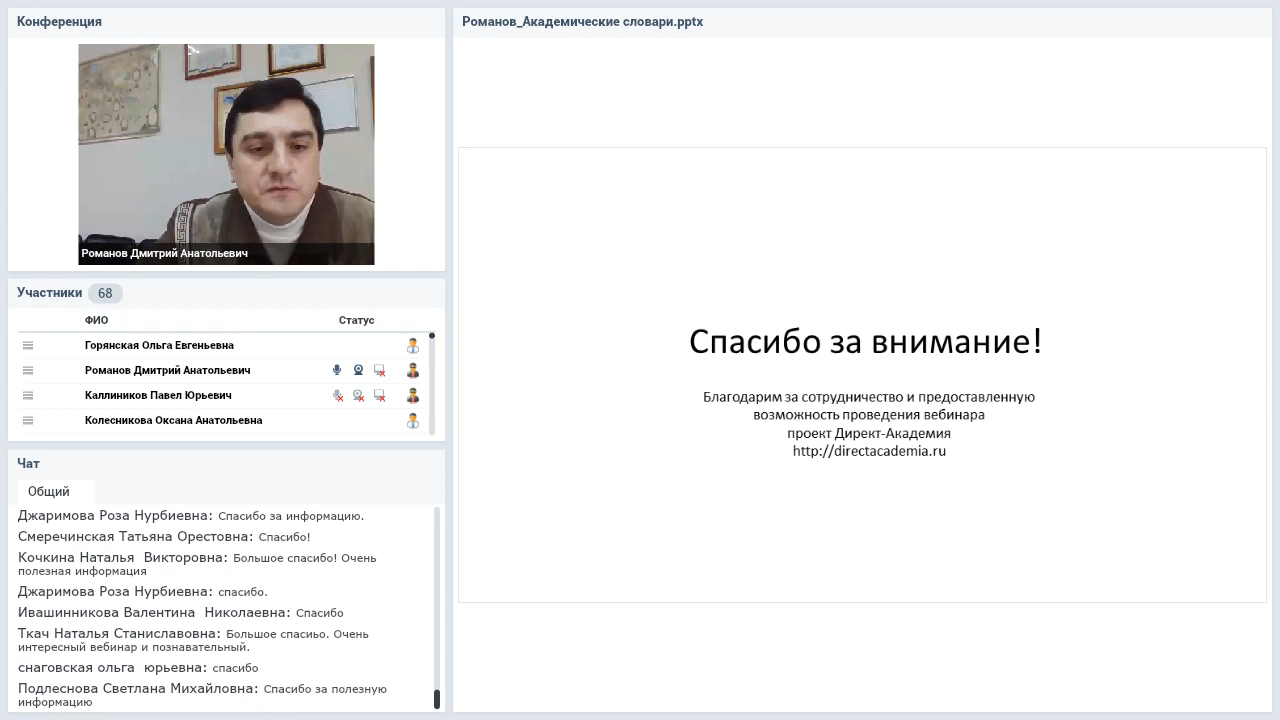 Конференция
Романов Дмитрий Анатольевич
Участники 68
ФИО Статус
Горянская Ольга Евгеньевна
Романов Дмитрий Анатольевич
Каллиников Павел Юрьевич
Колесникова Оксана Анатольевна
Чат
Общий
Джаримова Роза Нурбиевна: Спасибо за информацию.
Смеречинская Татьяна Орестовна: Спасибо!
Кочкина Наталья Викторовна: Большое спасибо! Очень
полезная информация
Джаримова Роза Нурбиевна: спасибо.
Ивашинникова Валентина Николаевна: Спасибо
Ткач Наталья Станиславовна: Большое спасиьо. Очень
интересный вебинар и познавательный.
снаговская ольга юрьевна: спасибо
Подлеснова Светлана Михайловна: Спасибо за полезную
информацию
Романов_Академические словари.pptx
Спасибо за внимание!
Благодарим за сотрудничество и предоставленную
возможность проведения вебинара
проект Директ-Академия
http://directacademia.ru